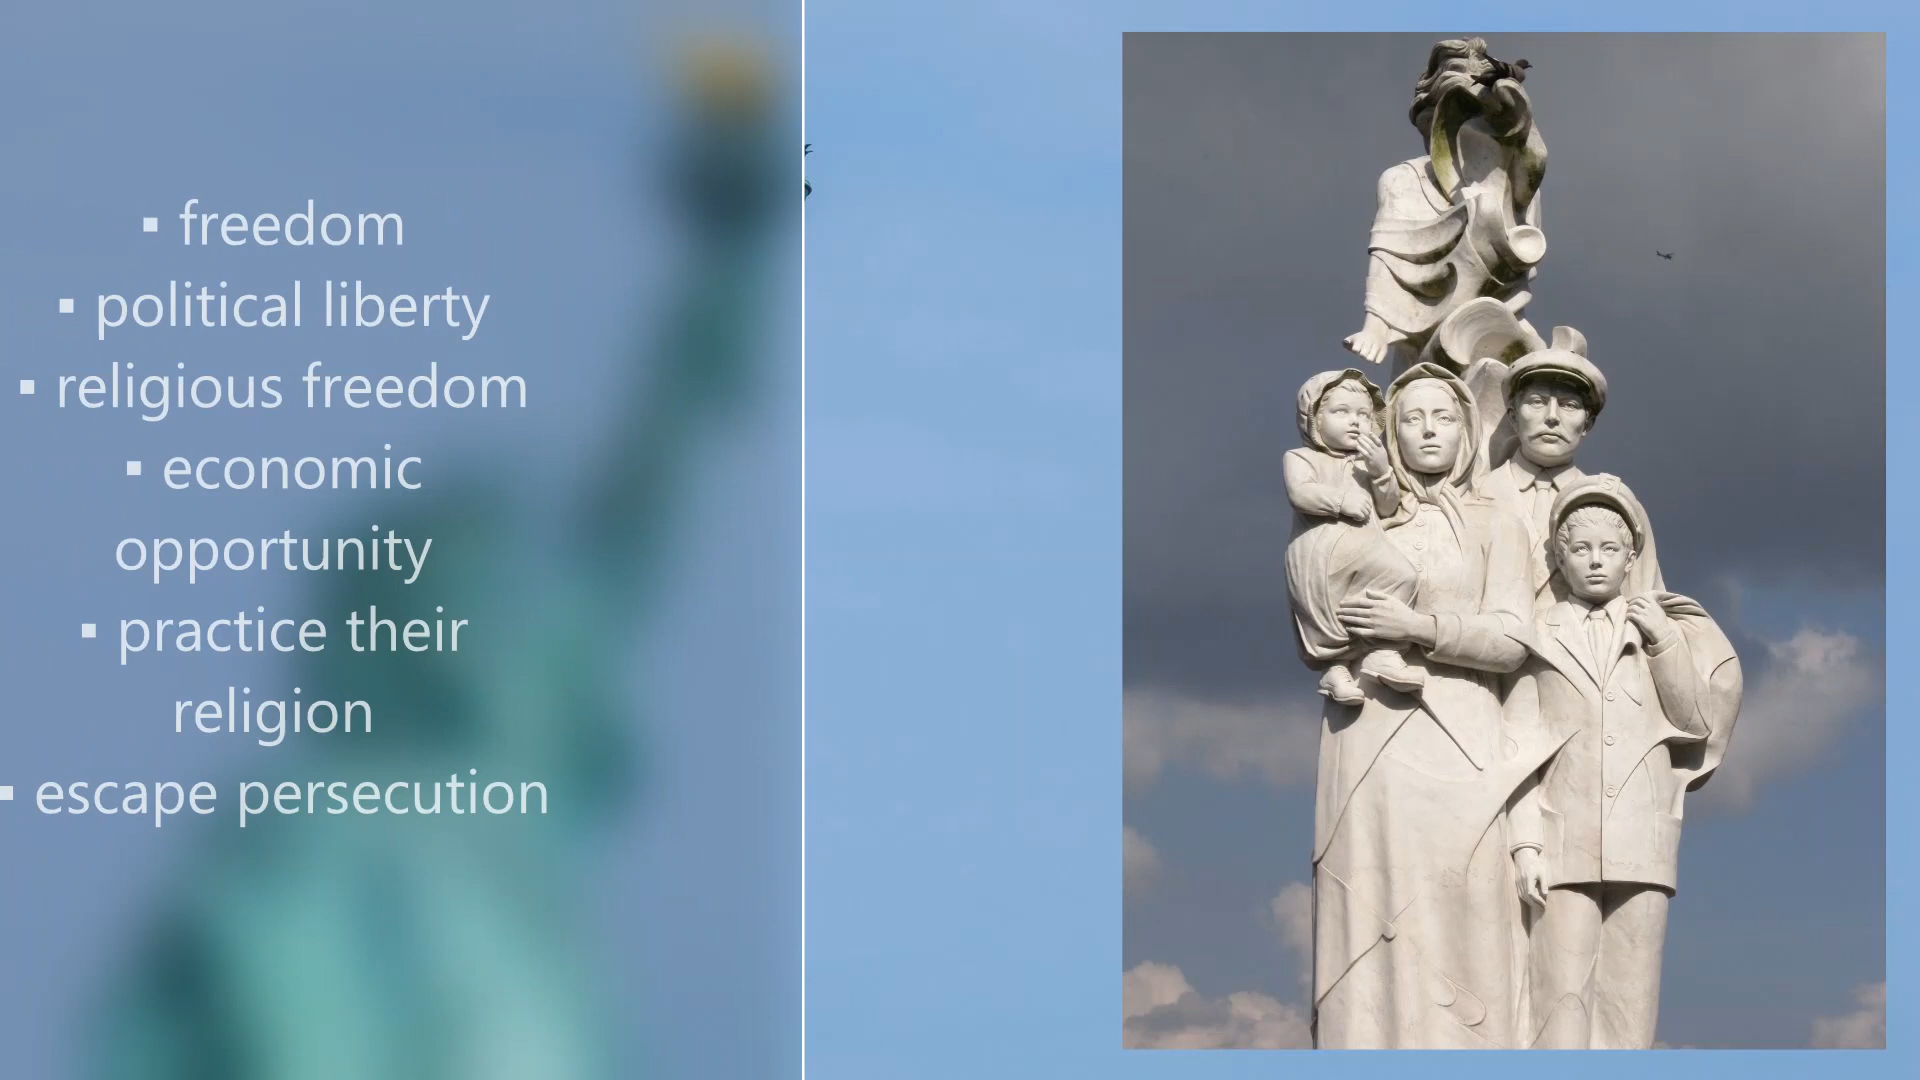 ▪ freedom
▪ political liberty
▪ religious freedom
▪ economic
opportunity
▪ practice their
religion
▪ escape persecution